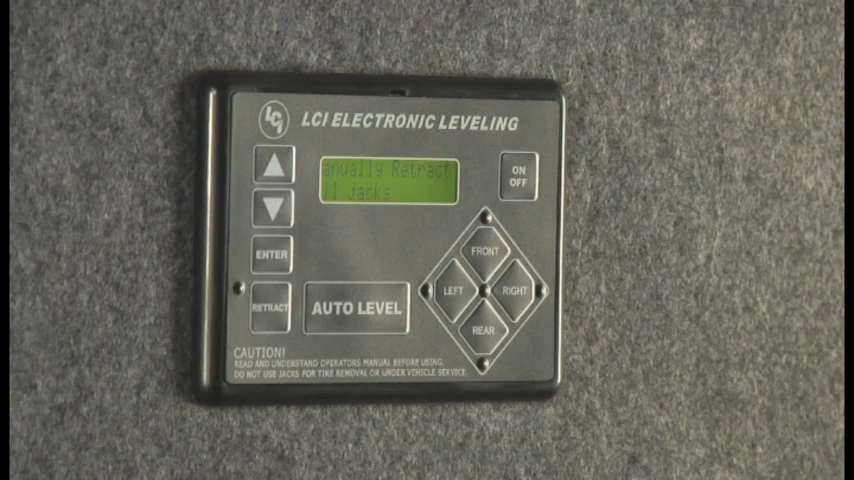 LCI
LCI ELECTRONIC LEVELING
anually Retract
ll jacks
ON
OFF
ENTER
RETRACT
AUTO LEVEL
FRONT
LEFT
RIGHT
REAR
CAUTION!
READ AND UNDERSTAND OPERATORS MANUAL BEFORE USING.
DO NOT USE JACKS FOR TIRE REMOVAL OR UNDER VEHICLE SERVICE.